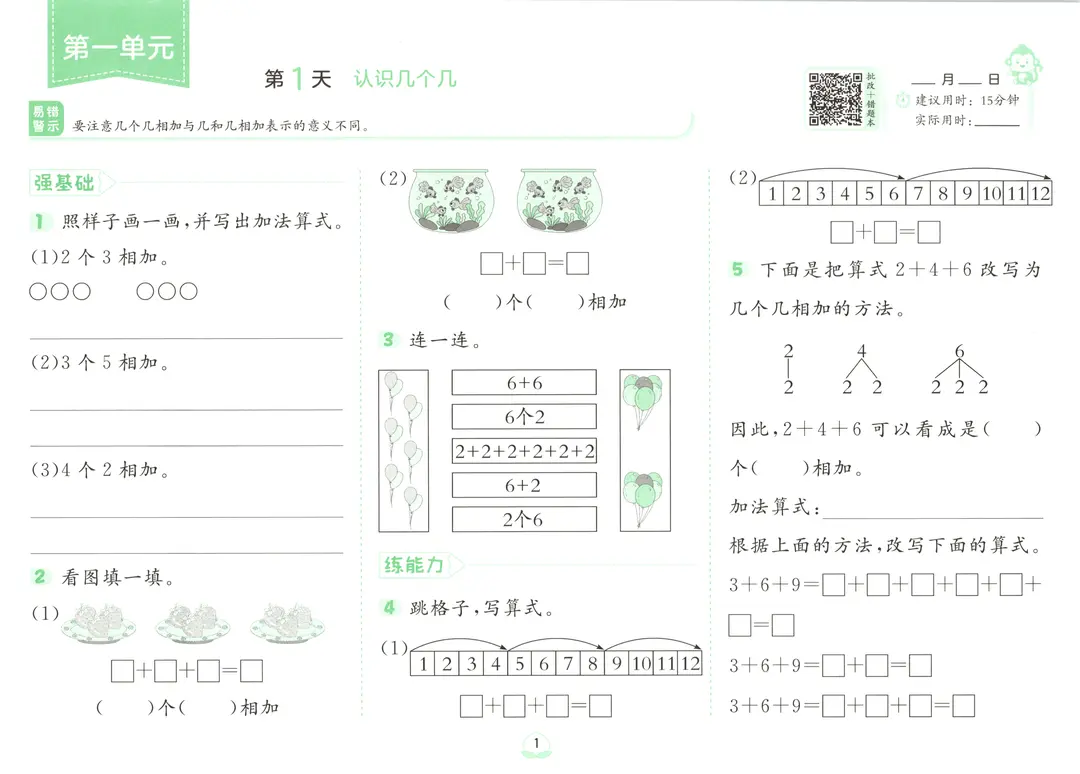 第一单元
第1天 认识几个几
批改+错题本
___月___日
建议用时：15分钟
实际用时：______
易错警示
要注意几个几相加与几和几相加表示的意义不同。
强基础
1 照样子画一画，并写出加法算式。
(1)2个3相加。
○○○ ○○○
(2)3个5相加。
(3)4个2相加。
2 看图填一填。
(1)
□+□+□=□
( )个( )相加
(2)
□+□=□
( )个( )相加
3 连一连。
6+6
6个2
2+2+2+2+2+2
6+2
2个6
练能力
4 跳格子，写算式。
(1)
1 2 3 4 5 6 7 8 9 10 11 12
□+□+□=□
(2)
1 2 3 4 5 6 7 8 9 10 11 12
□+□=□
5 下面是把算式2+4+6改写为
几个几相加的方法。
2 4 6
2 2 2 2 2 2
因此，2+4+6可以看成是( )
个( )相加。
加法算式：
根据上面的方法，改写下面的算式。
3+6+9=□+□+□+□+□+
□=□
3+6+9=□+□=□
3+6+9=□+□+□=□
1